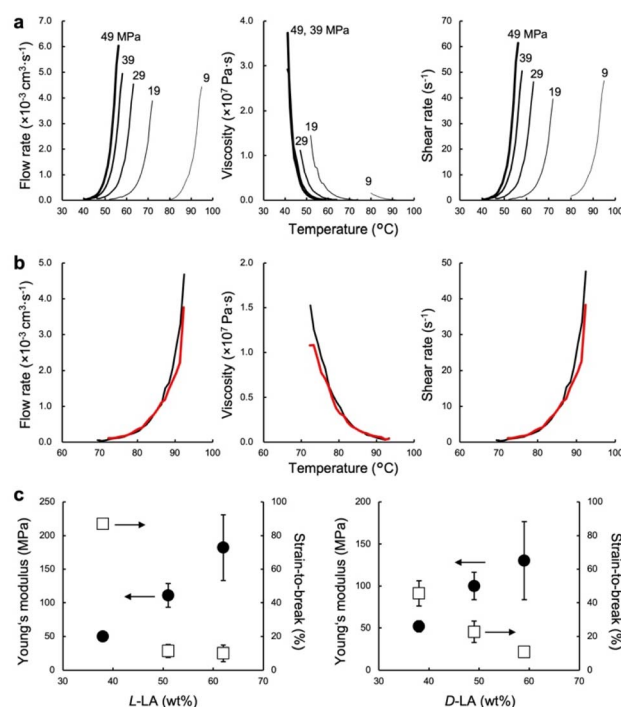 a
Flow rate (×10⁻³ cm³·s⁻¹)
6.0
5.0
4.0
3.0
2.0
1.0
0.0
49 MPa
39
29
19
9
30 40 50 60 70 80 90 100
Viscosity (×10⁷ Pa·s)
4.0
3.0
2.0
1.0
0.0
49, 39 MPa
29
19
9
30 40 50 60 70 80 90 100
Temperature (°C)
Shear rate (s⁻¹)
70
60
50
40
30
20
10
0
49 MPa
39
29
19
9
30 40 50 60 70 80 90 100
b
Flow rate (×10⁻³ cm³·s⁻¹)
5.0
4.0
3.0
2.0
1.0
0.0
60 70 80 90 100
Viscosity (×10⁷ Pa·s)
2.0
1.5
1.0
0.5
0.0
60 70 80 90 100
Temperature (°C)
Shear rate (s⁻¹)
50
40
30
20
10
0
60 70 80 90 100
c
Young's modulus (MPa)
250
200
150
100
50
0
30 40 50 60 70
L-LA (wt%)
100
80
60
40
20
0
Strain-to-break (%)
Young's modulus (MPa)
200
150
100
50
0
30 40 50 60 70
D-LA (wt%)
100
80
60
40
20
0
Strain-to-break (%)